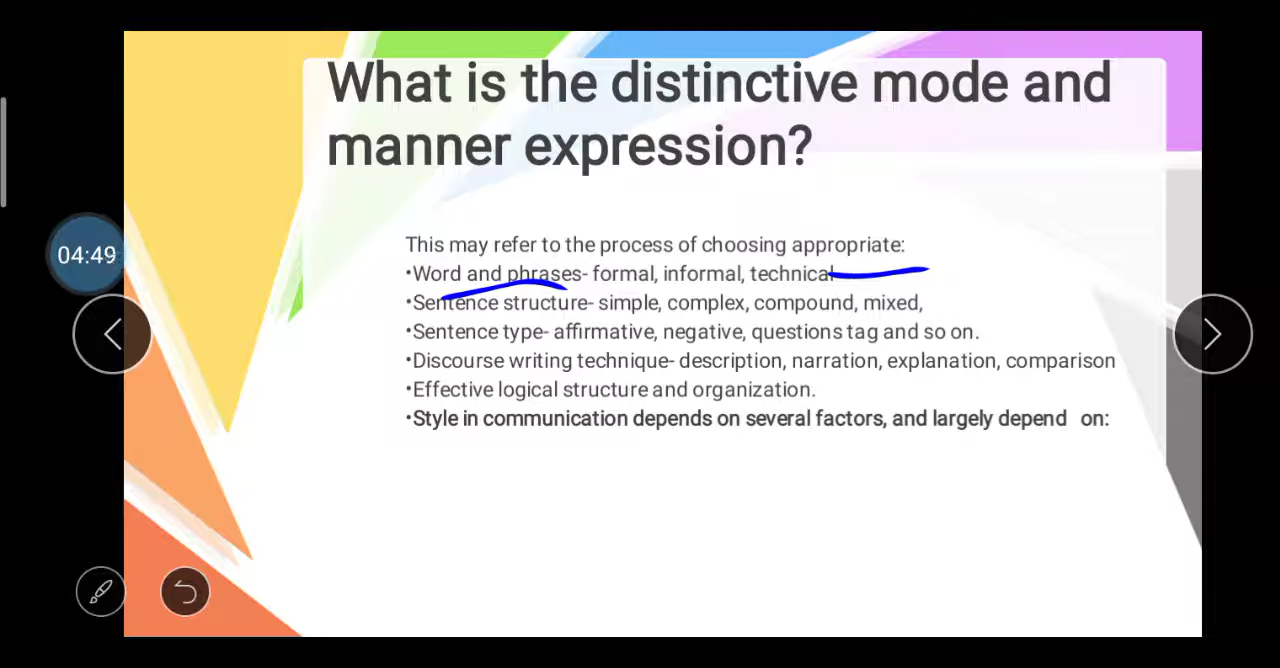 What is the distinctive mode and
manner expression?
This may refer to the process of choosing appropriate:
•Word and phrases- formal, informal, technical
04:49
•Sentence structure- simple, complex, compound, mixed,
•Sentence type- affirmative, negative, questions tag and so on.
•Discourse writing technique- description, narration, explanation, comparison
•Effective logical structure and organization.
•Style in communication depends on several factors, and largely depend on: